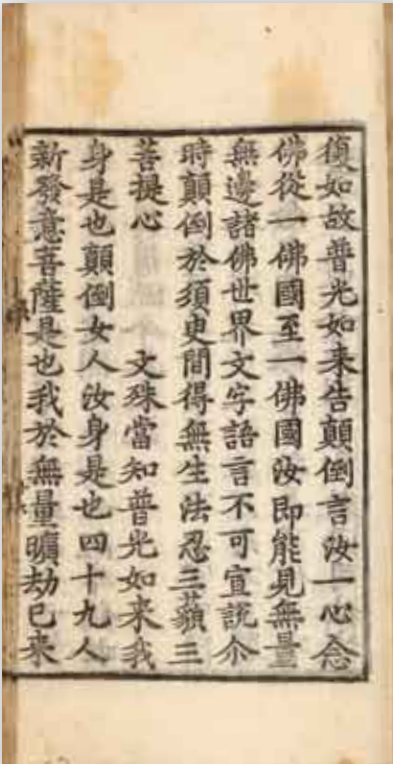 復如故普光如来告顛倒言汝一心念
佛從一佛國至一佛國汝即能見無量
無邊諸佛世界文字語言不可宣說尒
時顛倒於須臾間得無生法忍三藐三
菩提心　文殊當知普光如来我
身是也顛倒女人汝身是也四十九人
新發意菩薩是也我於無量曠劫已来